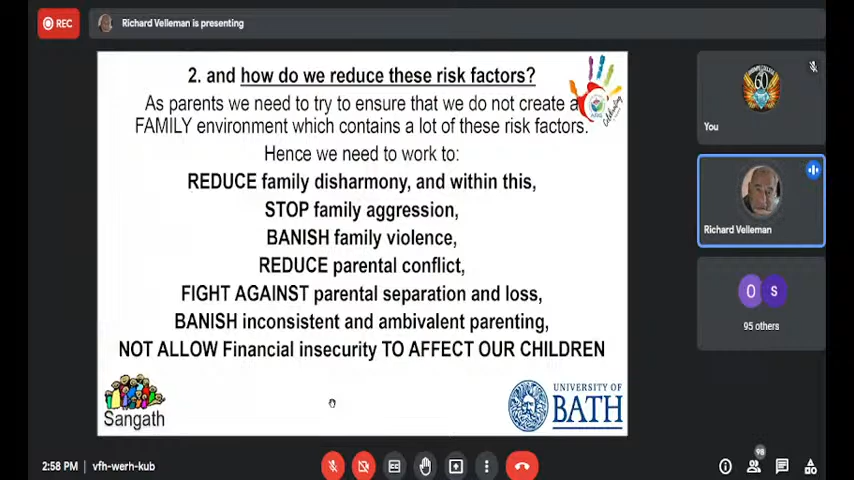 REC
Richard Velleman is presenting
2. and how do we reduce these risk factors?
As parents we need to try to ensure that we do not create a
FAMILY environment which contains a lot of these risk factors.
Hence we need to work to:
REDUCE family disharmony, and within this,
STOP family aggression,
BANISH family violence,
REDUCE parental conflict,
FIGHT AGAINST parental separation and loss,
BANISH inconsistent and ambivalent parenting,
NOT ALLOW Financial insecurity TO AFFECT OUR CHILDREN
Sangath
UNIVERSITY OF
BATH
60
You
Richard Velleman
O S
95 others
2:58 PM | vfh-werh-kub
98